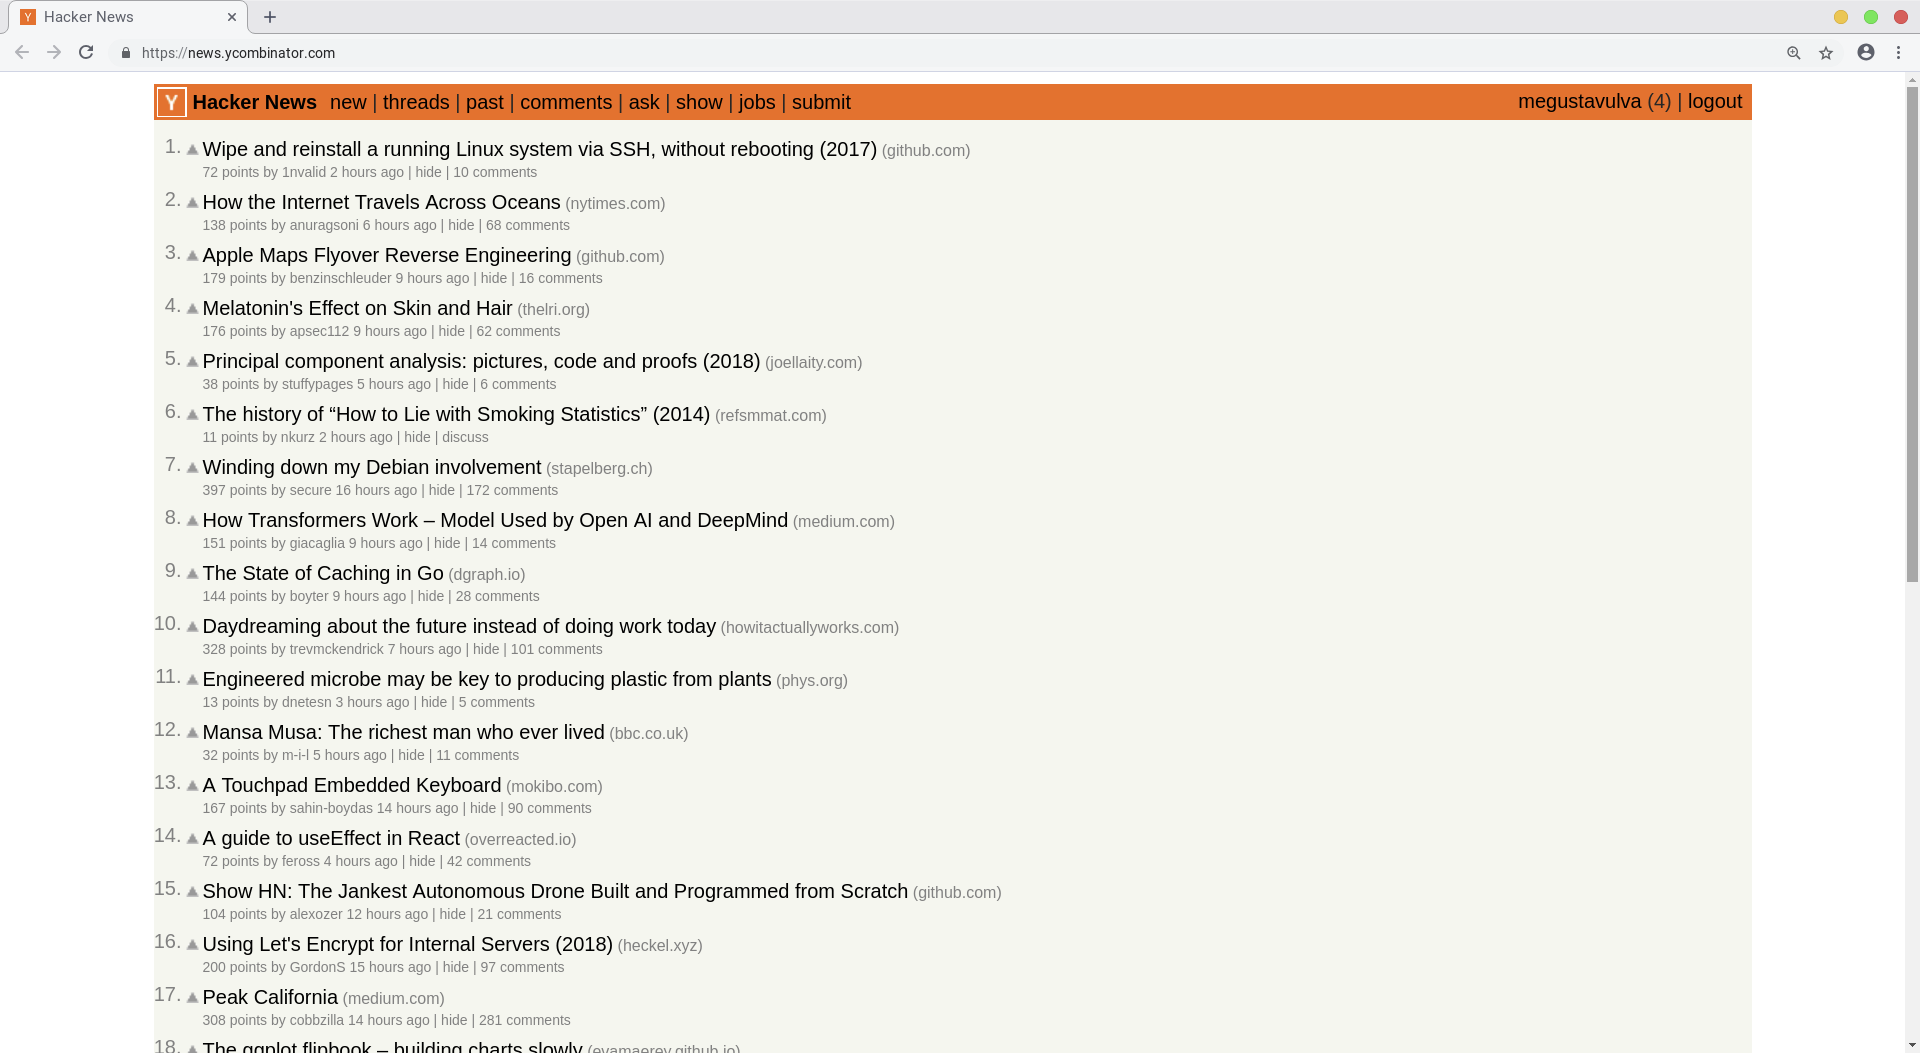 Y Hacker News
https://news.ycombinator.com
Y Hacker News new | threads | past | comments | ask | show | jobs | submit megustavulva (4) | logout
1. Wipe and reinstall a running Linux system via SSH, without rebooting (2017) (github.com)
72 points by 1nvalid 2 hours ago | hide | 10 comments
2. How the Internet Travels Across Oceans (nytimes.com)
138 points by anuragsoni 6 hours ago | hide | 68 comments
3. Apple Maps Flyover Reverse Engineering (github.com)
179 points by benzinschleuder 9 hours ago | hide | 16 comments
4. Melatonin's Effect on Skin and Hair (thelri.org)
176 points by apsec112 9 hours ago | hide | 62 comments
5. Principal component analysis: pictures, code and proofs (2018) (joellaity.com)
38 points by stuffypages 5 hours ago | hide | 6 comments
6. The history of “How to Lie with Smoking Statistics” (2014) (refsmmat.com)
11 points by nkurz 2 hours ago | hide | discuss
7. Winding down my Debian involvement (stapelberg.ch)
397 points by secure 16 hours ago | hide | 172 comments
8. How Transformers Work – Model Used by Open AI and DeepMind (medium.com)
151 points by giacaglia 9 hours ago | hide | 14 comments
9. The State of Caching in Go (dgraph.io)
144 points by boyter 9 hours ago | hide | 28 comments
10. Daydreaming about the future instead of doing work today (howitactuallyworks.com)
328 points by trevmckendrick 7 hours ago | hide | 101 comments
11. Engineered microbe may be key to producing plastic from plants (phys.org)
13 points by dnetesn 3 hours ago | hide | 5 comments
12. Mansa Musa: The richest man who ever lived (bbc.co.uk)
32 points by m-i-l 5 hours ago | hide | 11 comments
13. A Touchpad Embedded Keyboard (mokibo.com)
167 points by sahin-boydas 14 hours ago | hide | 90 comments
14. A guide to useEffect in React (overreacted.io)
72 points by feross 4 hours ago | hide | 42 comments
15. Show HN: The Jankest Autonomous Drone Built and Programmed from Scratch (github.com)
104 points by alexozer 12 hours ago | hide | 21 comments
16. Using Let's Encrypt for Internal Servers (2018) (heckel.xyz)
200 points by GordonS 15 hours ago | hide | 97 comments
17. Peak California (medium.com)
308 points by cobbzilla 14 hours ago | hide | 281 comments
18. The ggplot flipbook – building charts slowly (evamaerey.github.io)